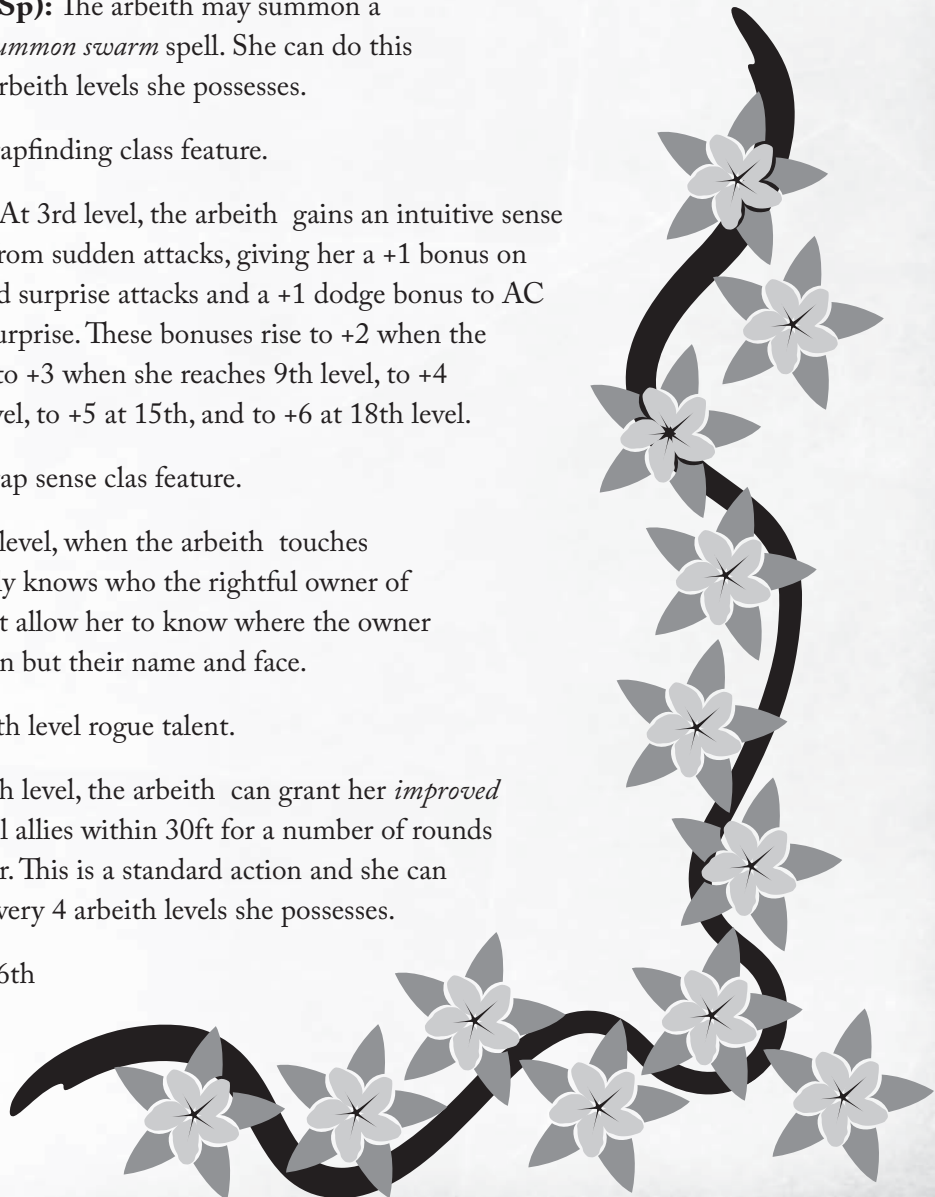 Sp): The arbeith may summon a
ummon swarm spell. She can do this
rbeith levels she possesses.
apfinding class feature.
At 3rd level, the arbeith gains an intuitive sense
rom sudden attacks, giving her a +1 bonus on
d surprise attacks and a +1 dodge bonus to AC
urprise. These bonuses rise to +2 when the
to +3 when she reaches 9th level, to +4
vel, to +5 at 15th, and to +6 at 18th level.
ap sense clas feature.
level, when the arbeith touches
ly knows who the rightful owner of
t allow her to know where the owner
n but their name and face.
th level rogue talent.
h level, the arbeith can grant her improved
l allies within 30ft for a number of rounds
r. This is a standard action and she can
very 4 arbeith levels she possesses.
6th